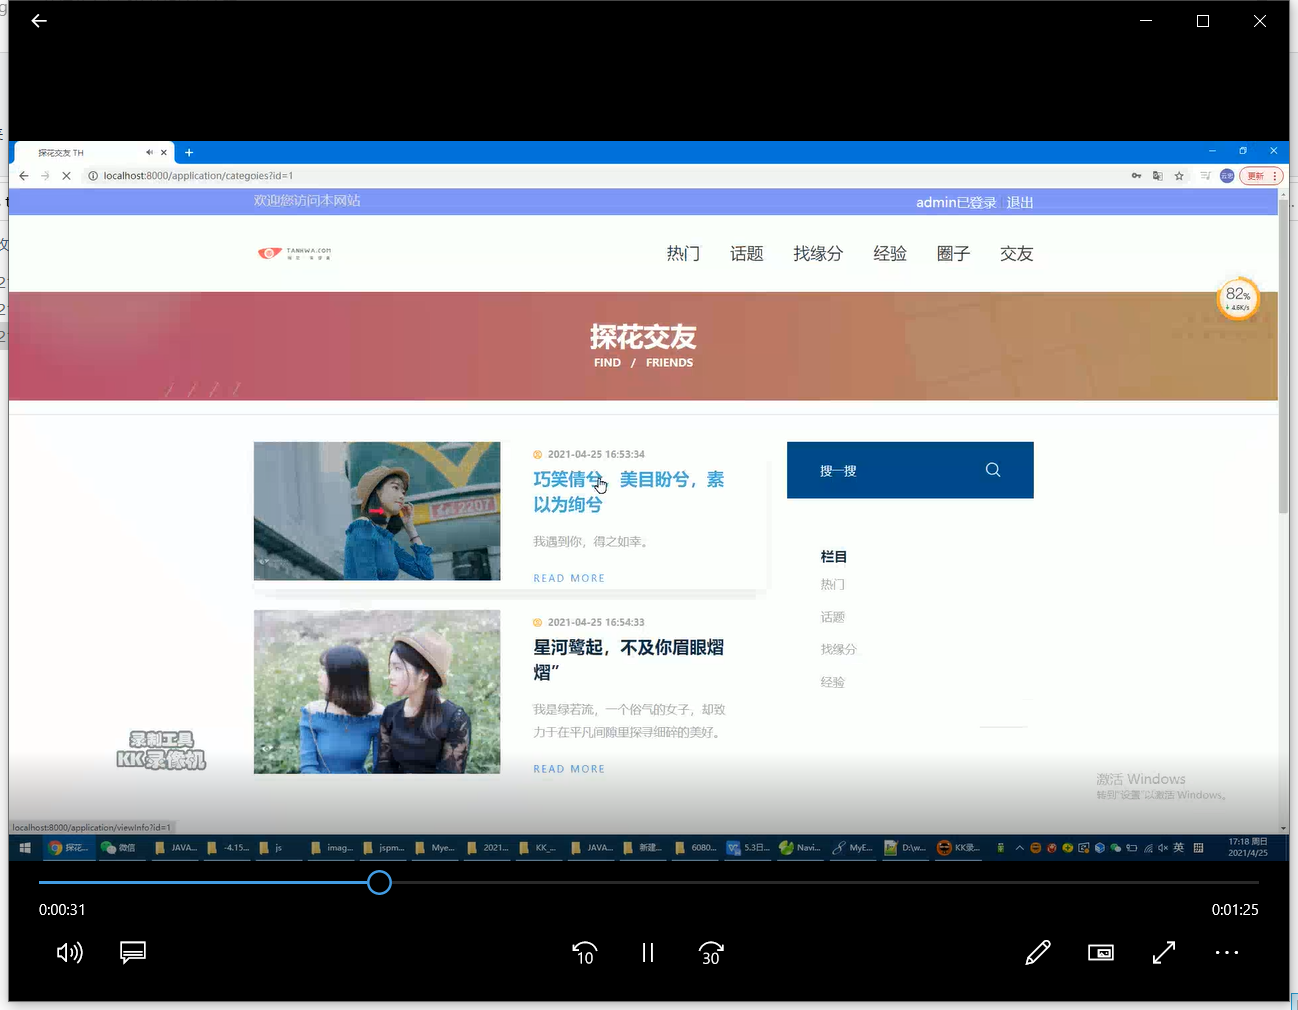 探花交友 TH
localhost:8000/application/categoies?id=1
更新
欢迎您访问本网站
admin已登录 退出
TANHWA.COM
热门 话题 找缘分 经验 圈子 交友
82%
探花交友
FIND / FRIENDS
2021-04-25 16:53:34
巧笑倩兮，美目盼兮，素
以为绚兮
我遇到你，得之如幸。
READ MORE
搜一搜
栏目
热门
话题
找缘分
经验
2021-04-25 16:54:33
星河鹭起，不及你眉眼熠
熠”
我是绿若流，一个俗气的女子，却致
力于在平凡间隙里探寻细碎的美好。
READ MORE
录制工具
KK录像机
激活 Windows
转到"设置"以激活 Windows。
localhost:8000/application/viewInfo?id=1
探花... 微信 JAVA... -4.15... js imag... jspm... Mye... 2021... KK_... JAVA... 新建... 6080... 5.3日... Navi... MyE... D:\w... KK录... 英
17:18 周日
2021/4/25
0:00:31 0:01:25
10 30